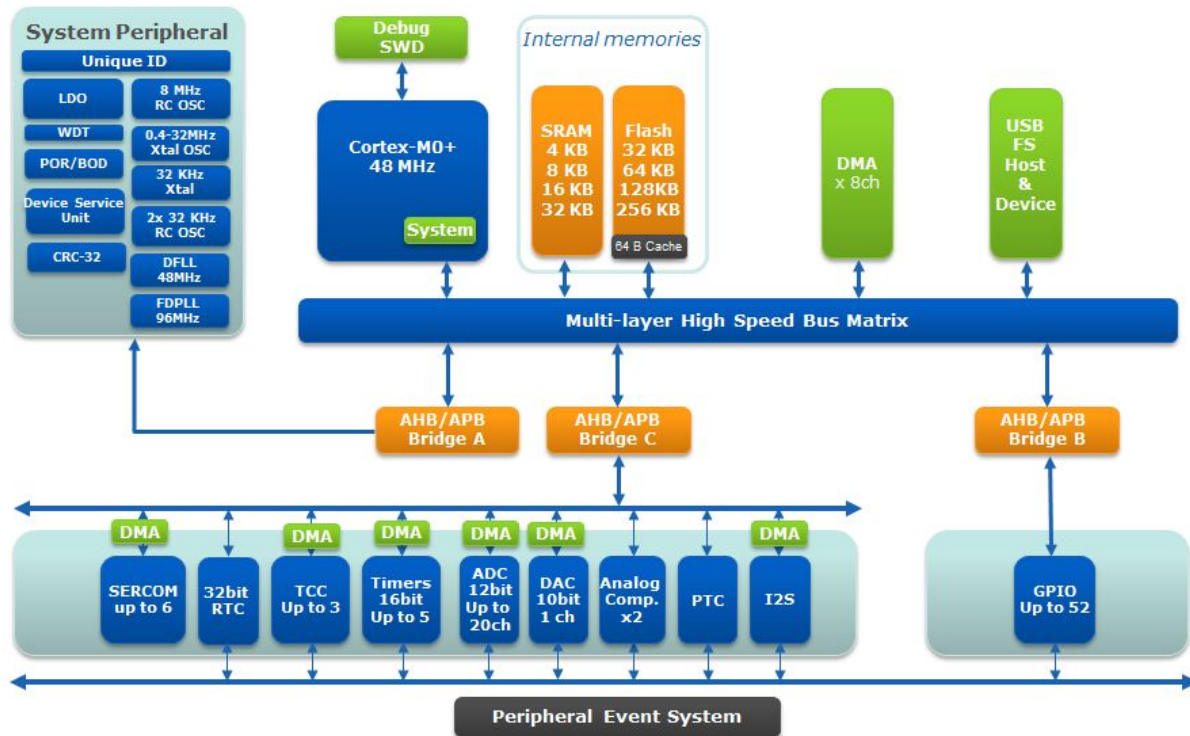 System Peripheral
Unique ID
LDO
WDT
POR/BOD
Device Service
Unit
CRC-32
8 MHz
RC OSC
0.4-32MHz
Xtal OSC
32 KHz
Xtal
2x 32 KHz
RC OSC
DFLL
48MHz
FDPLL
96MHz
Debug
SWD
Cortex-M0+
48 MHz
System
Internal memories
SRAM
4 KB
8 KB
16 KB
32 KB
Flash
32 KB
64 KB
128KB
256 KB
64 B Cache
DMA
x 8ch
USB
FS
Host
&
Device
Multi-layer High Speed Bus Matrix
AHB/APB
Bridge A
AHB/APB
Bridge C
AHB/APB
Bridge B
DMA
DMA
DMA
DMA
DMA
DMA
SERCOM
up to 6
32bit
RTC
TCC
Up to 3
Timers
16bit
Up to 5
ADC
12bit
Up to
20ch
DAC
10bit
1 ch
Analog
Comp.
x2
PTC
I2S
GPIO
Up to 52
Peripheral Event System